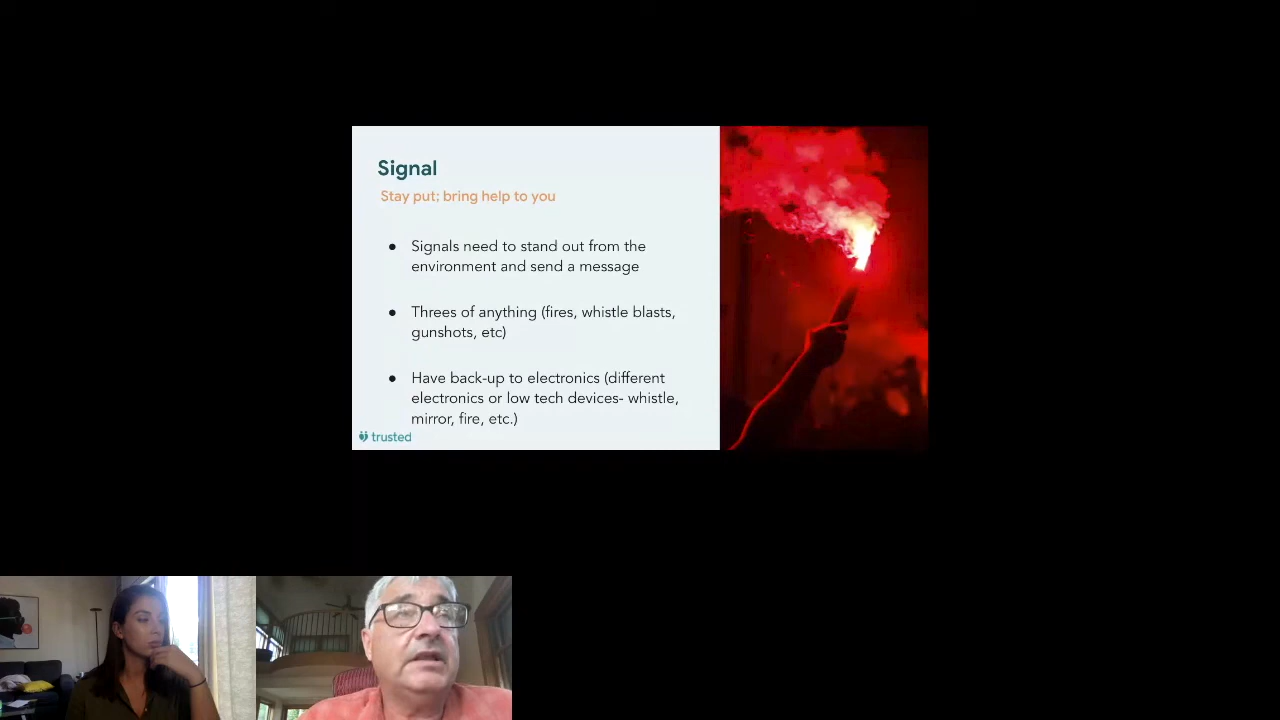 Signal
Stay put; bring help to you
● Signals need to stand out from the
environment and send a message
● Threes of anything (fires, whistle blasts,
gunshots, etc)
● Have back-up to electronics (different
electronics or low tech devices- whistle,
mirror, fire, etc.)
trusted